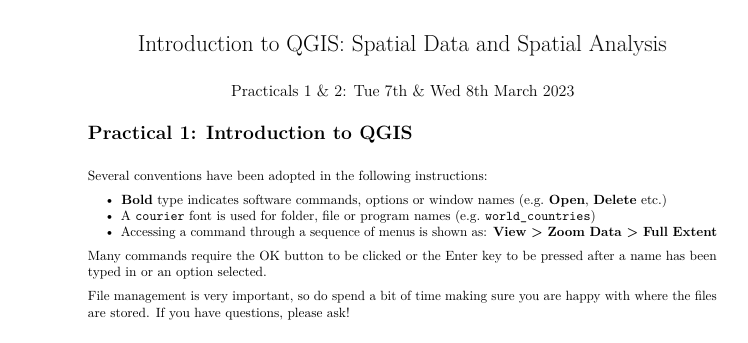 Introduction to QGIS: Spatial Data and Spatial Analysis
Practicals 1 & 2: Tue 7th & Wed 8th March 2023
Practical 1: Introduction to QGIS
Several conventions have been adopted in the following instructions:
• Bold type indicates software commands, options or window names (e.g. Open, Delete etc.)
• A courier font is used for folder, file or program names (e.g. world_countries)
• Accessing a command through a sequence of menus is shown as: View > Zoom Data > Full Extent
Many commands require the OK button to be clicked or the Enter key to be pressed after a name has been
typed in or an option selected.
File management is very important, so do spend a bit of time making sure you are happy with where the files
are stored. If you have questions, please ask!